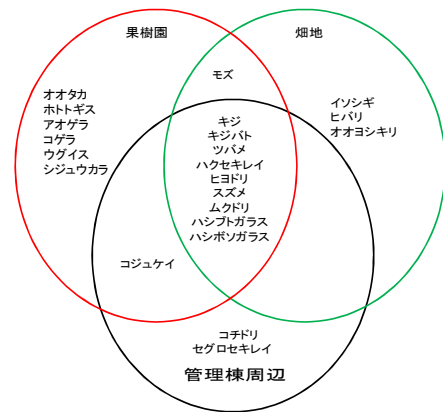 果樹園
畑地
モズ
オオタカ
ホトトギス
アオゲラ
コゲラ
ウグイス
シジュウカラ
イソシギ
ヒバリ
オオヨシキリ
キジ
キジバト
ツバメ
ハクセキレイ
ヒヨドリ
スズメ
ムクドリ
ハシブトガラス
ハシボソガラス
コジュケイ
コチドリ
セグロセキレイ
管理棟周辺